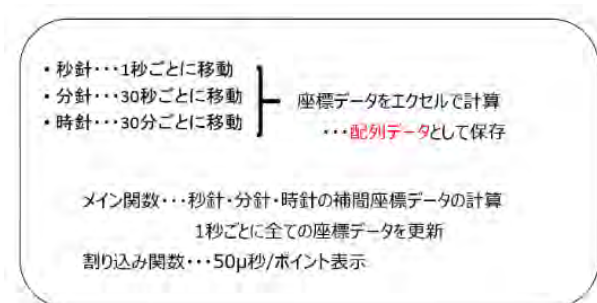 ・秒針・・・1秒ごとに移動
・分針・・・30秒ごとに移動
・時針・・・30分ごとに移動
座標データをエクセルで計算
・・・配列データとして保存
メイン関数・・・秒針・分針・時針の補間座標データの計算
1秒ごとに全ての座標データを更新
割り込み関数・・・50μ秒/ポイント表示